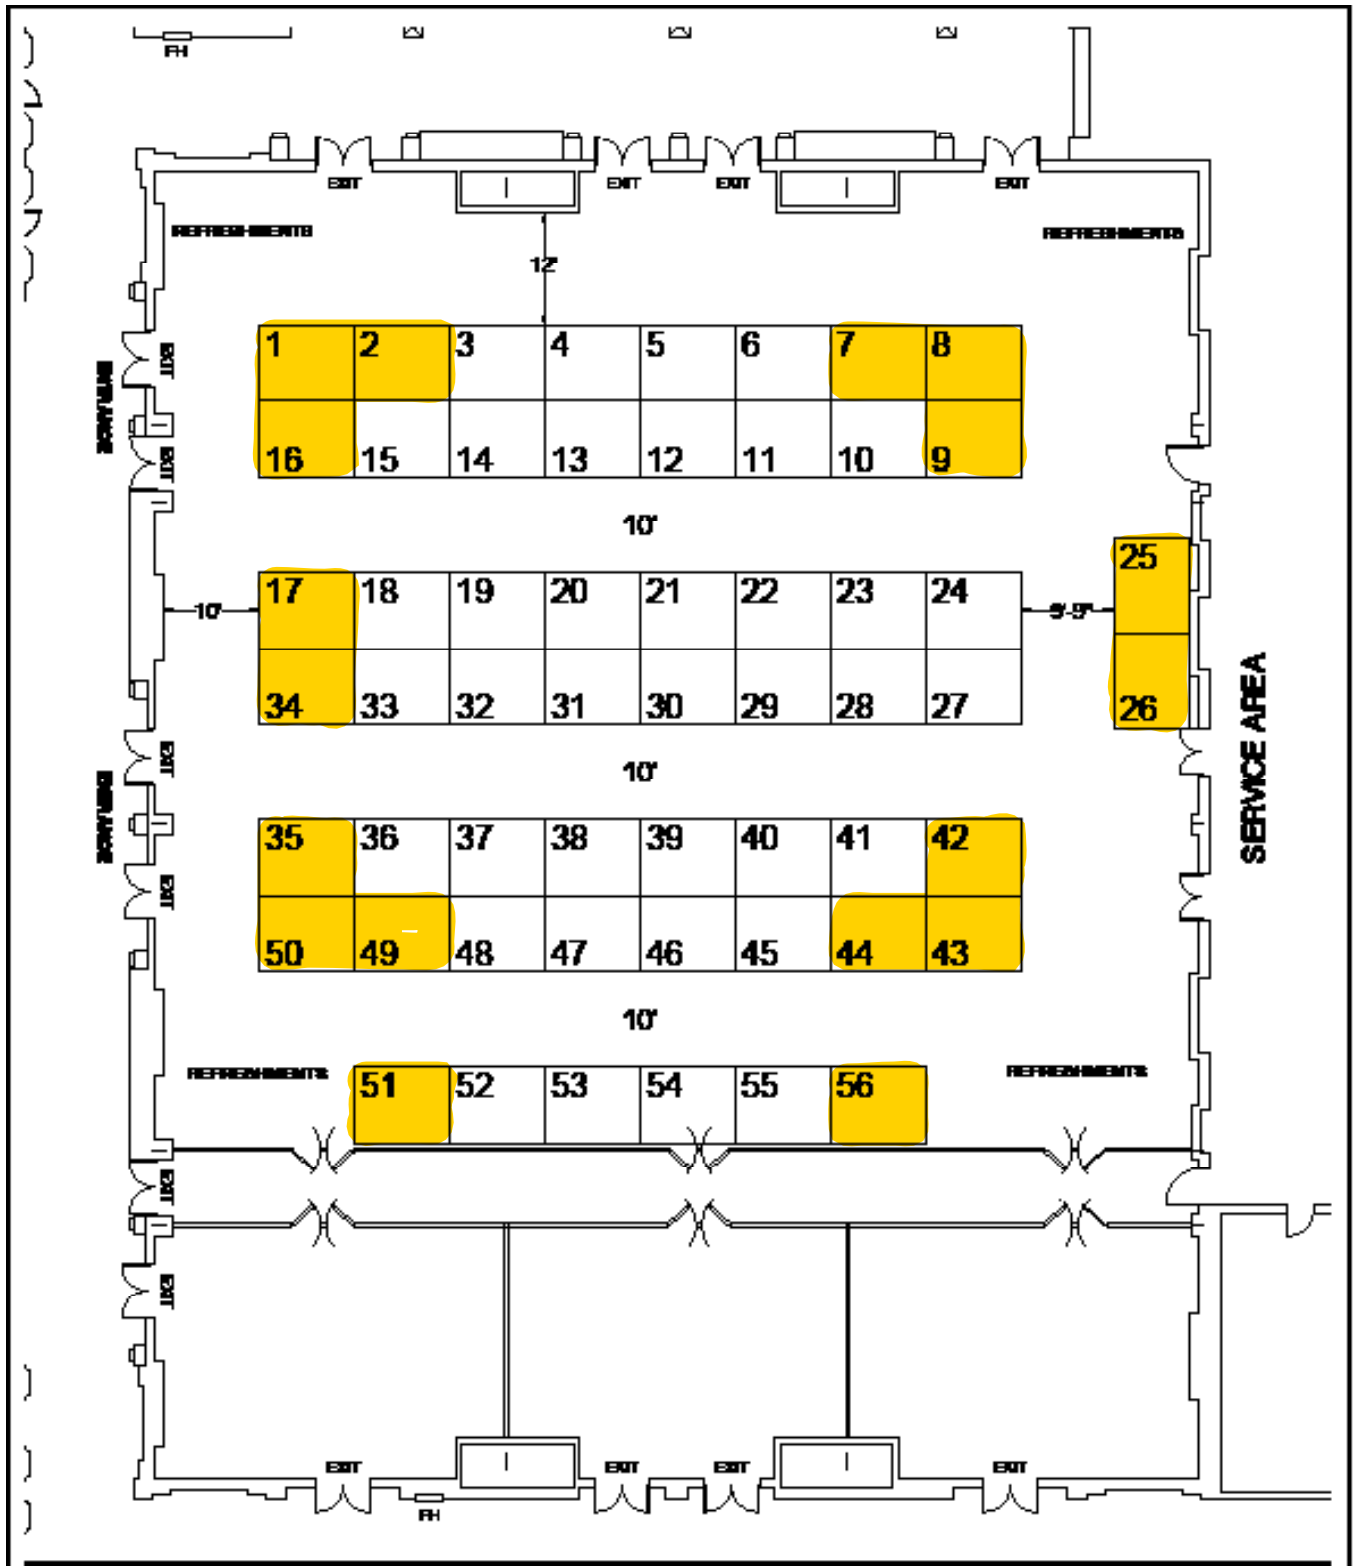 FH
EXIT EXIT EXIT EXIT
REFRESHMENTS REFRESHMENTS
12'
1 2 3 4 5 6 7 8
16 15 14 13 12 11 10 9
EXIT
ENTRANCE
EXIT
10'
25
17 18 19 20 21 22 23 24
10' 9'-9"
34 33 32 31 30 29 28 27
26
SERVICE AREA
10'
EXIT
ENTRANCE
EXIT
35 36 37 38 39 40 41 42
50 49 48 47 46 45 44 43
10'
REFRESHMENTS REFRESHMENTS
51 52 53 54 55 56
EXIT
EXIT
EXIT EXIT EXIT EXIT
FH